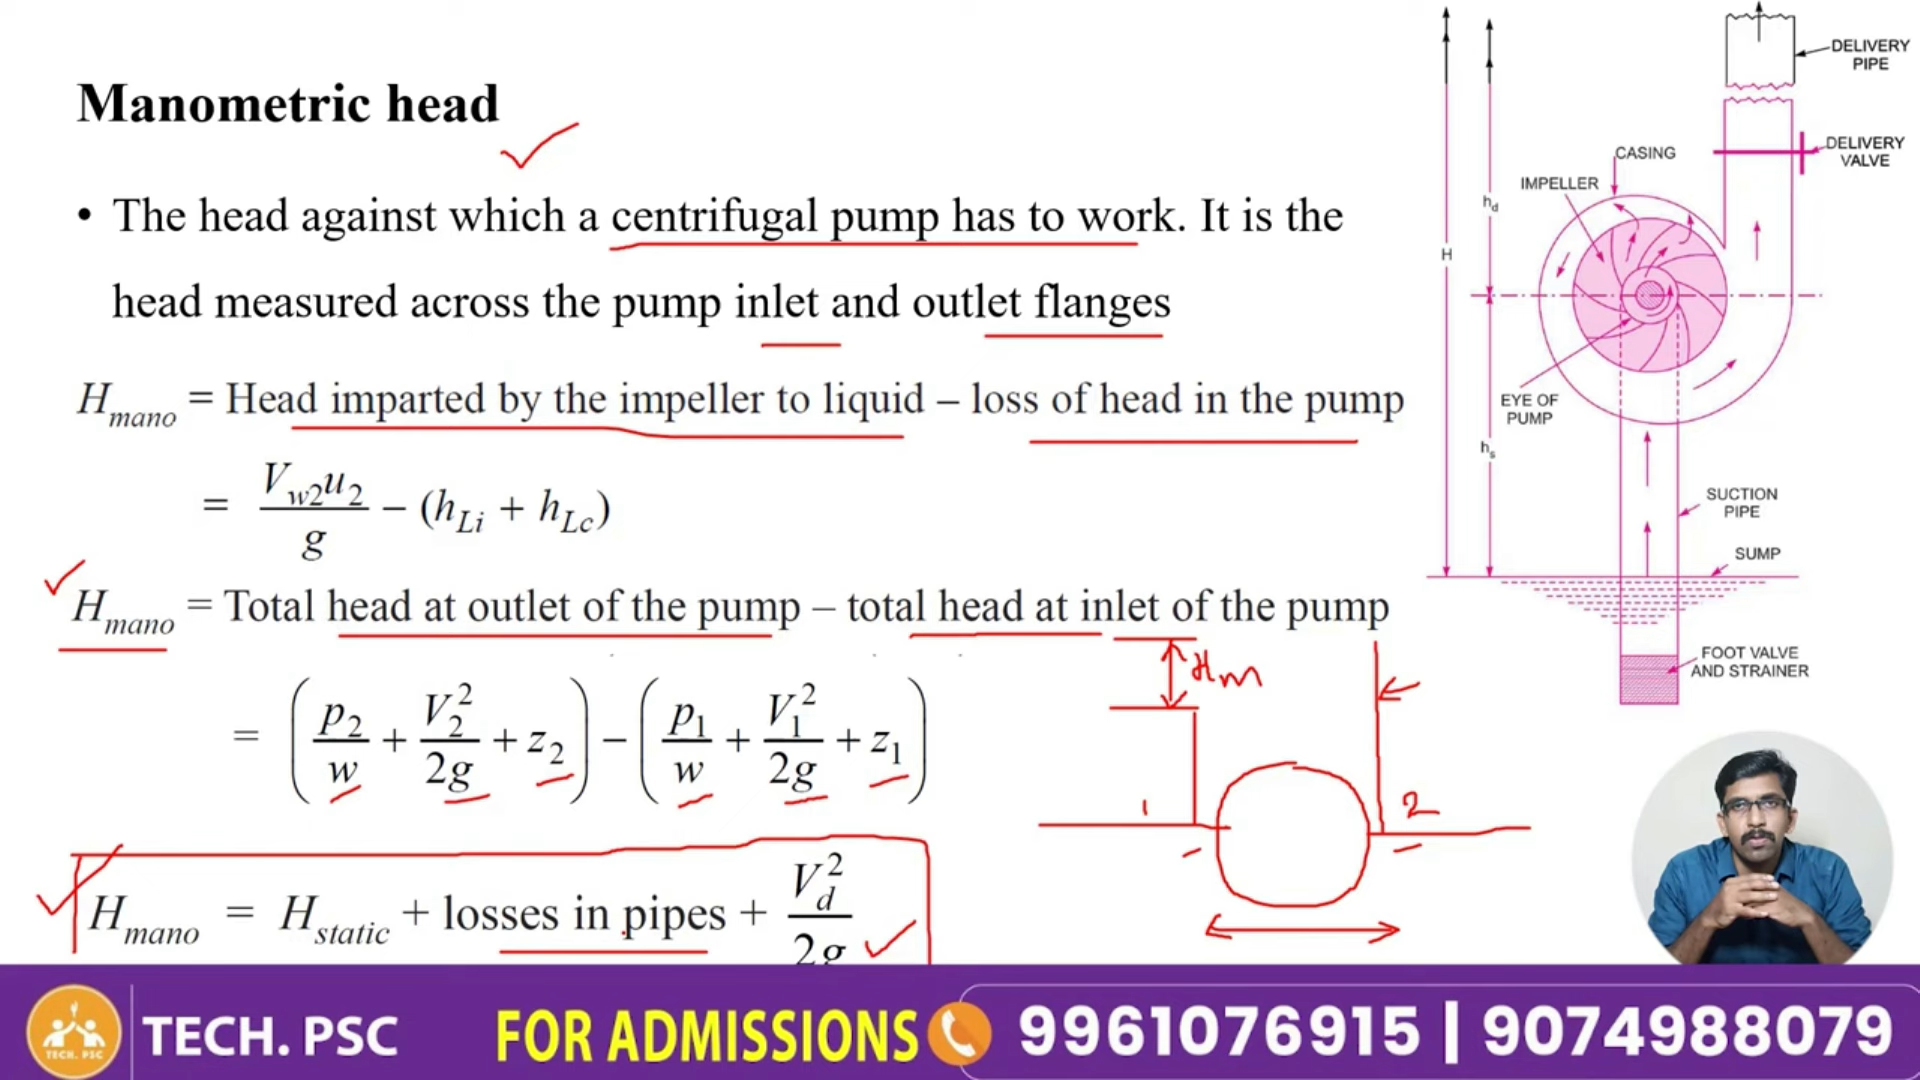 Manometric head
• The head against which a centrifugal pump has to work. It is the
head measured across the pump inlet and outlet flanges
H_mano = Head imparted by the impeller to liquid – loss of head in the pump
= V_w2 u_2 / g – (h_Li + h_Lc)
H_mano = Total head at outlet of the pump – total head at inlet of the pump
= (p_2/w + V_2^2/2g + z_2) – (p_1/w + V_1^2/2g + z_1)
H_mano = H_static + losses in pipes + V_d^2/2g
Hm
1
2
DELIVERY
PIPE
DELIVERY
VALVE
CASING
IMPELLER
h_d
H
EYE OF
PUMP
h_s
SUCTION
PIPE
SUMP
FOOT VALVE
AND STRAINER
TECH. PSC
TECH. PSC FOR ADMISSIONS 9961076915 | 9074988079